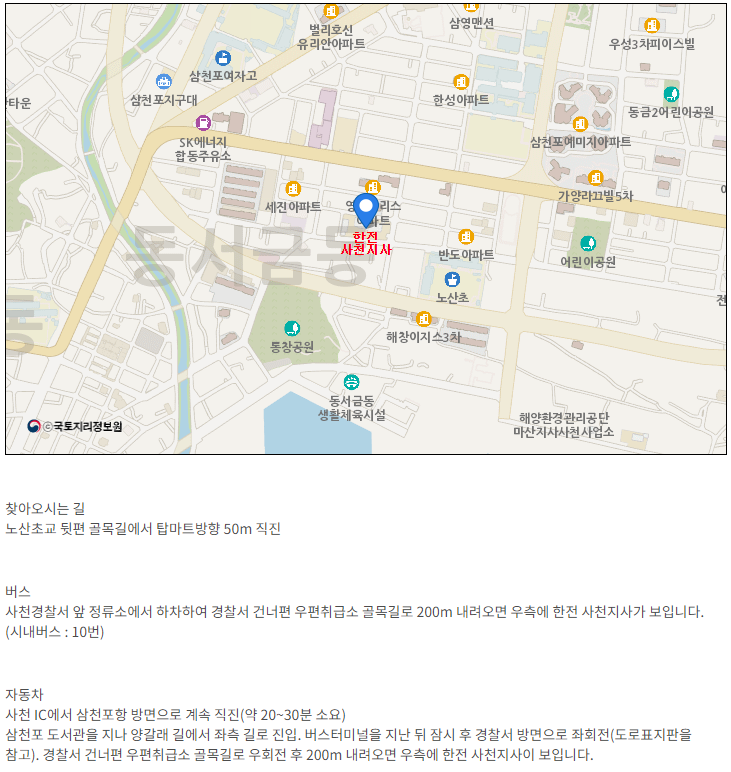 벌리호신
유리안아파트
삼영맨션
우성3차피이스빌
삼천포여자고
삼천포지구대
한성아파트
동금2어린이공원
타운
SK에너지
합동주유소
삼천포예미지아파트
세진아파트
가양라끄빌5차
한전
사천지사
동서금동
반도아파트
어린이공원
노산초
통창공원
해창이지스3차
동서금동
생활체육시설
해양환경관리공단
마산지사사천사업소
©국토지리정보원
찾아오시는 길
노산초교 뒷편 골목길에서 탑마트방향 50m 직진
버스
사천경찰서 앞 정류소에서 하차하여 경찰서 건너편 우편취급소 골목길로 200m 내려오면 우측에 한전 사천지사가 보입니다.
(시내버스 : 10번)
자동차
사천 IC에서 삼천포항 방면으로 계속 직진(약 20~30분 소요)
삼천포 도서관을 지나 양갈래 길에서 좌측 길로 진입. 버스터미널을 지난 뒤 잠시 후 경찰서 방면으로 좌회전(도로표지판을
참고). 경찰서 건너편 우편취급소 골목길로 우회전 후 200m 내려오면 우측에 한전 사천지사이 보입니다.